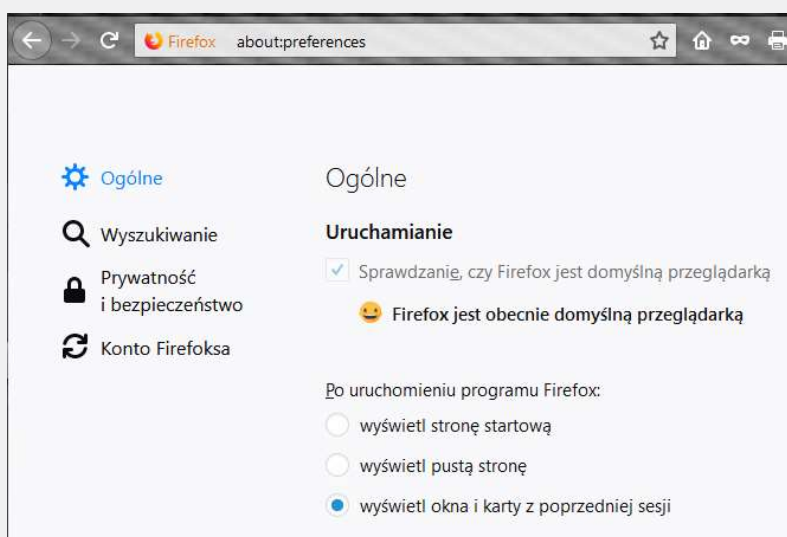 Firefox about:preferences
Ogólne
Wyszukiwanie
Prywatność
i bezpieczeństwo
Konto Firefoksa
Ogólne
Uruchamianie
Sprawdzanie, czy Firefox jest domyślną przeglądarką
Firefox jest obecnie domyślną przeglądarką
Po uruchomieniu programu Firefox:
wyświetl stronę startową
wyświetl pustą stronę
wyświetl okna i karty z poprzedniej sesji